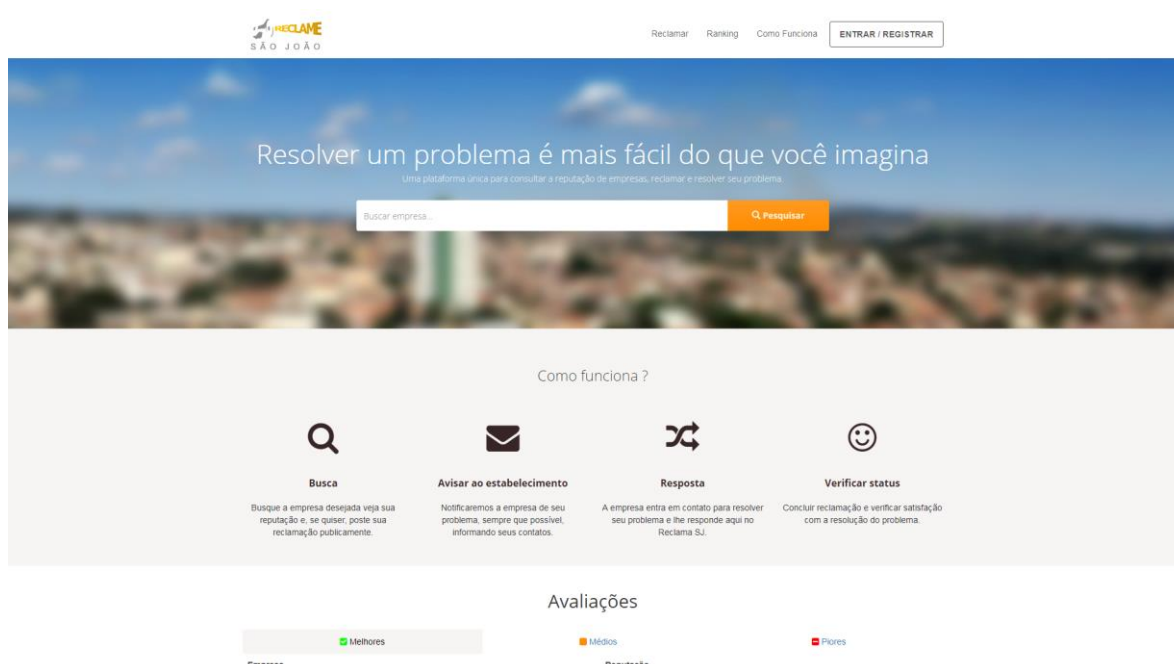 RECLAME
SÃO JOÃO
Reclamar Ranking Como Funciona ENTRAR / REGISTRAR
Resolver um problema é mais fácil do que você imagina
Uma plataforma única para consultar a reputação de empresas, reclamar e resolver seu problema.
Buscar empresa... Pesquisar
Como funciona ?
Busca
Busque a empresa desejada veja sua
reputação e, se quiser, poste sua
reclamação publicamente.
Avisar ao estabelecimento
Notificaremos a empresa de seu
problema, sempre que possível,
informando seus contatos.
Resposta
A empresa entra em contato para resolver
seu problema e lhe responde aqui no
Reclama SJ.
Verificar status
Concluir reclamação e verificar satisfação
com a resolução do problema.
Avaliações
Melhores Médios Piores
Empresa Reputação